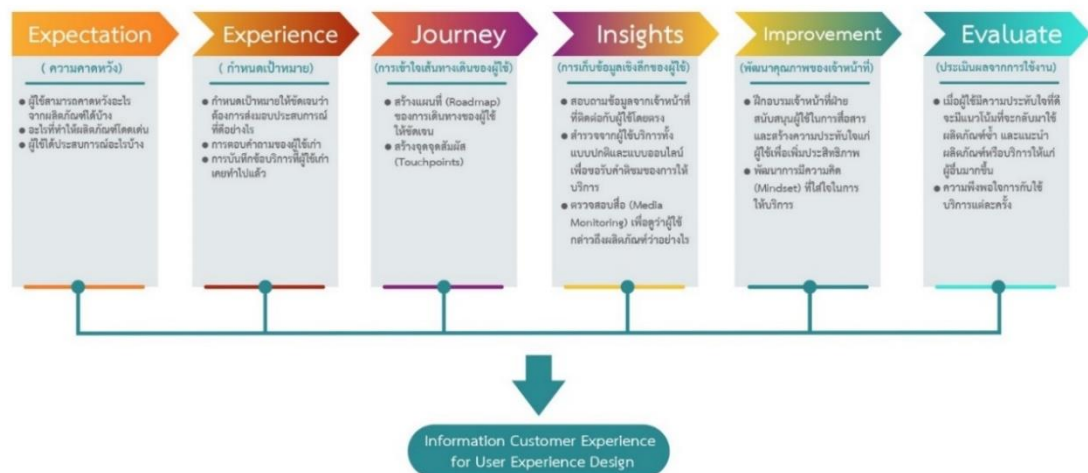 Expectation
( ความคาดหวัง )
● ผู้ใช้สามารถคาดหวังอะไร
จากผลิตภัณฑ์ได้บ้าง
● อะไรที่ทำให้ผลิตภัณฑ์โดดเด่น
● ผู้ใช้ได้ประสบการณ์อะไรบ้าง
Experience
( กำหนดเป้าหมาย )
● กำหนดเป้าหมายให้ชัดเจนว่า
ต้องการส่งมอบประสบการณ์
ที่ดีอย่างไร
● การตอบคำถามของผู้ใช้เก่า
● การบันทึกข้อบริการที่ผู้ใช้เก่า
เคยทำไปแล้ว
Journey
(การเข้าใจเส้นทางเดินของผู้ใช้)
● สร้างแผนที่ (Roadmap)
ของการเดินทางของผู้ใช้
ให้ชัดเจน
● สร้างจุดจุดสัมผัส
(Touchpoints)
Insights
(การเก็บข้อมูลเชิงลึกของผู้ใช้)
● สอบถามข้อมูลจากเจ้าหน้าที่
ที่ติดต่อกับผู้ใช้โดยตรง
● สำรวจจากผู้ใช้บริการทั้ง
แบบปกติและแบบออนไลน์
เพื่อขอรับคำติชมของการให้
บริการ
● ตรวจสอบสื่อ (Media
Monitoring) เพื่อดูว่าผู้ใช้
กล่าวถึงผลิตภัณฑ์ว่าอย่างไร
Improvement
(พัฒนาคุณภาพของเจ้าหน้าที่)
● ฝึกอบรมเจ้าหน้าที่ฝ่าย
สนับสนุนผู้ใช้ในการสื่อสาร
และสร้างความประทับใจแก่
ผู้ใช้เพื่อเพิ่มประสิทธิภาพ
● พัฒนาการมีความคิด
(Mindset) ที่ใส่ใจในการ
ให้บริการ
Evaluate
(ประเมินผลจากการใช้งาน)
● เมื่อผู้ใช้มีความประทับใจที่ดี
จะมีแนวโน้มที่จะกลับมาใช้
ผลิตภัณฑ์ซ้ำ และแนะนำ
ผลิตภัณฑ์หรือบริการให้แก่
ผู้อื่นมากขึ้น
● ความพึงพอใจการกับใช้
บริการแต่ละครั้ง
Information Customer Experience
for User Experience Design